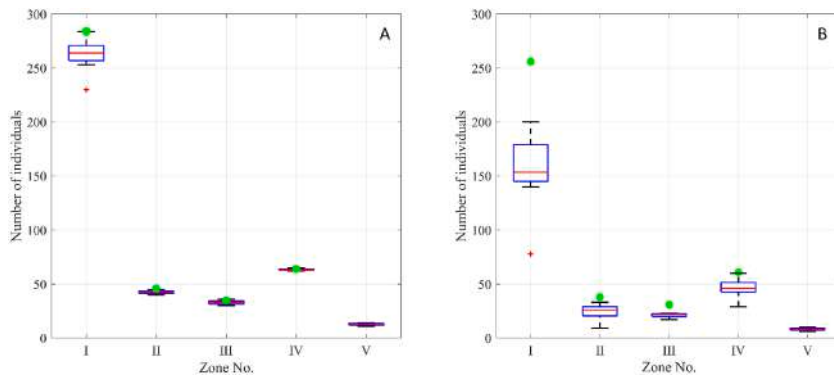 A
300
250
200
150
100
50
0
Number of individuals
I II III IV V
Zone No.
B
300
250
200
150
100
50
0
Number of individuals
I II III IV V
Zone No.